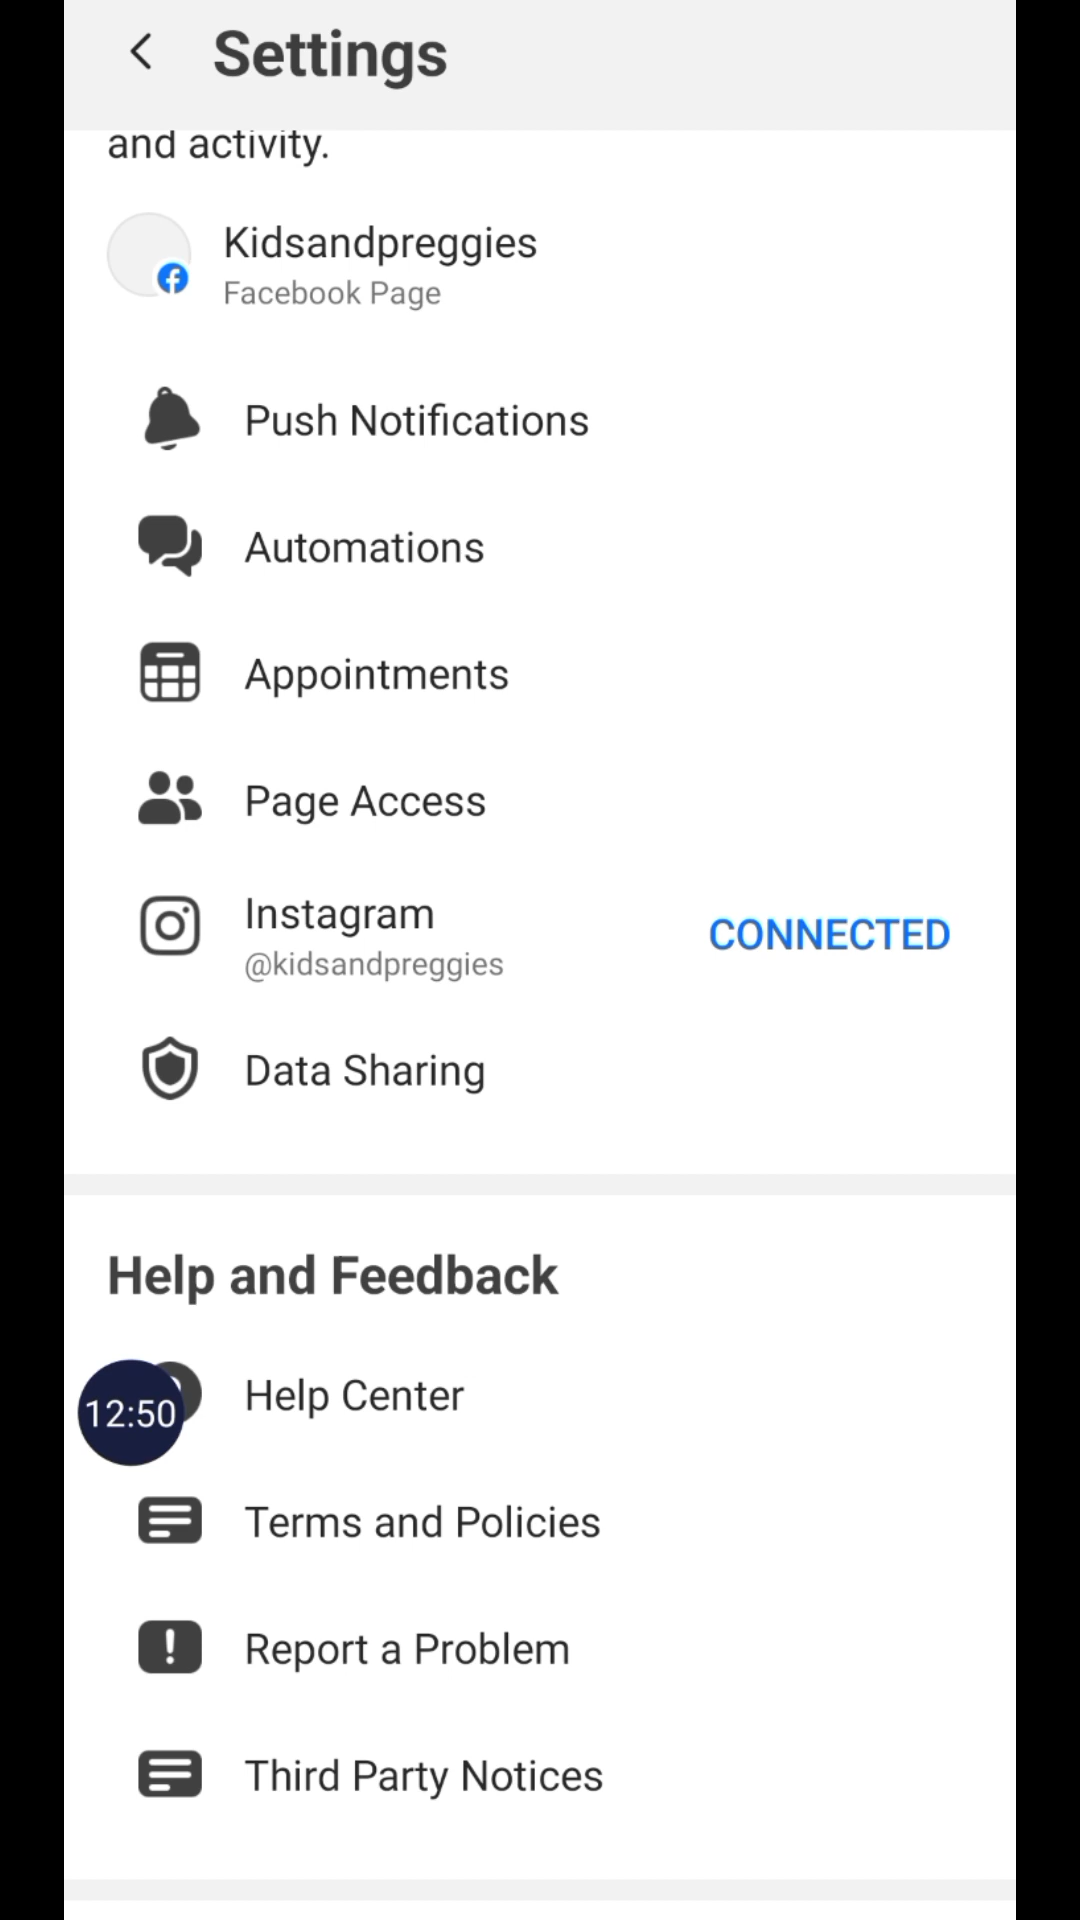 Settings
and activity.
Kidsandpreggies
Facebook Page
Push Notifications
Automations
Appointments
Page Access
Instagram
CONNECTED
@kidsandpreggies
Data Sharing
Help and Feedback
Help Center
12:50
Terms and Policies
Report a Problem
Third Party Notices